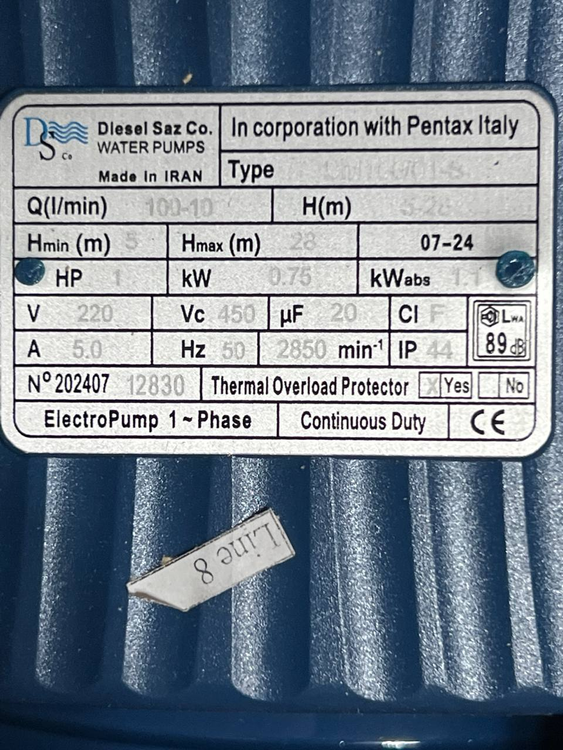 DS Co
Diesel Saz Co.
WATER PUMPS
Made In IRAN
In corporation with Pentax Italy
Type
Q(l/min) 100-10 H(m) 5-28
Hmin (m) 5 Hmax (m) 28 07-24
HP 1 kW 0.75 kWabs 1.1
V 220 Vc 450 µF 20 Cl F
LWA
A 5.0 Hz 50 2850 min-1 IP 44
89 dB
Nº 202407 12830 Thermal Overload Protector X Yes No
ElectroPump 1 ~ Phase Continuous Duty CE
Line 8